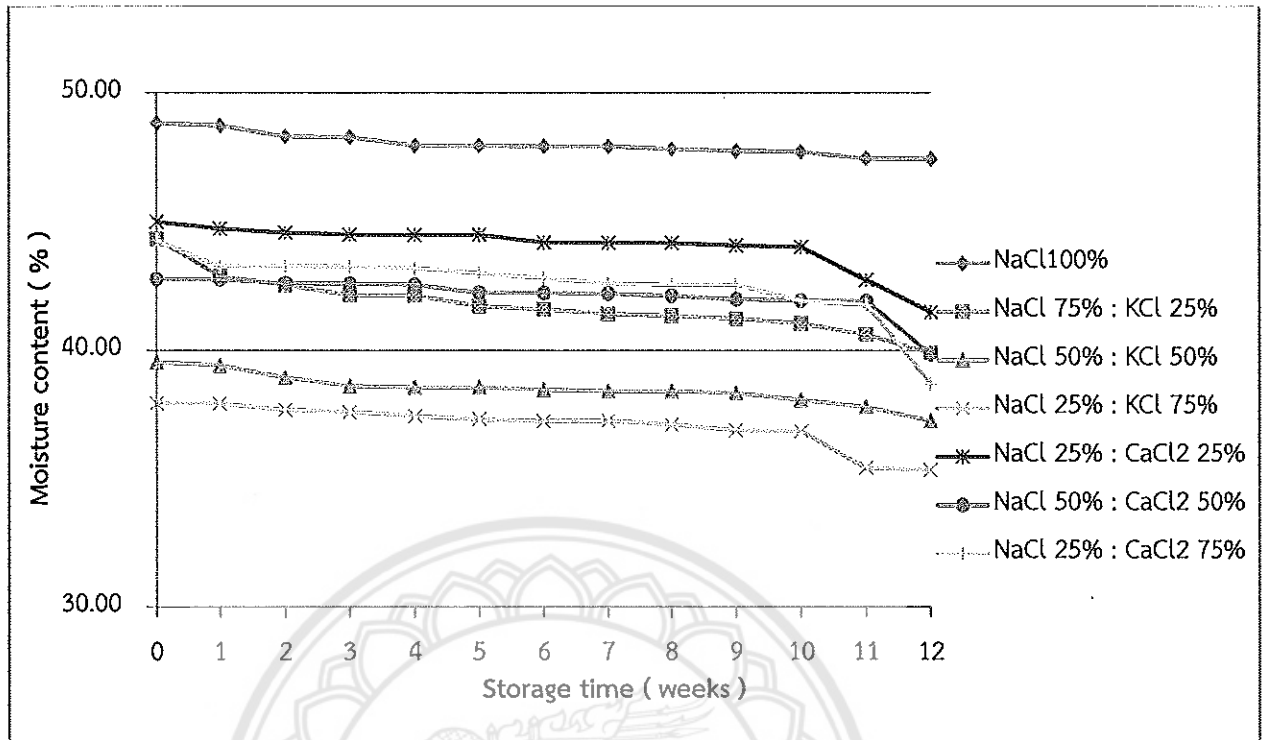 50.00
40.00
30.00
Moisture content ( % )
0 1 2 3 4 5 6 7 8 9 10 11 12
Storage time ( weeks )
NaCl100%
NaCl 75% : KCl 25%
NaCl 50% : KCl 50%
NaCl 25% : KCl 75%
NaCl 25% : CaCl2 25%
NaCl 50% : CaCl2 50%
NaCl 25% : CaCl2 75%